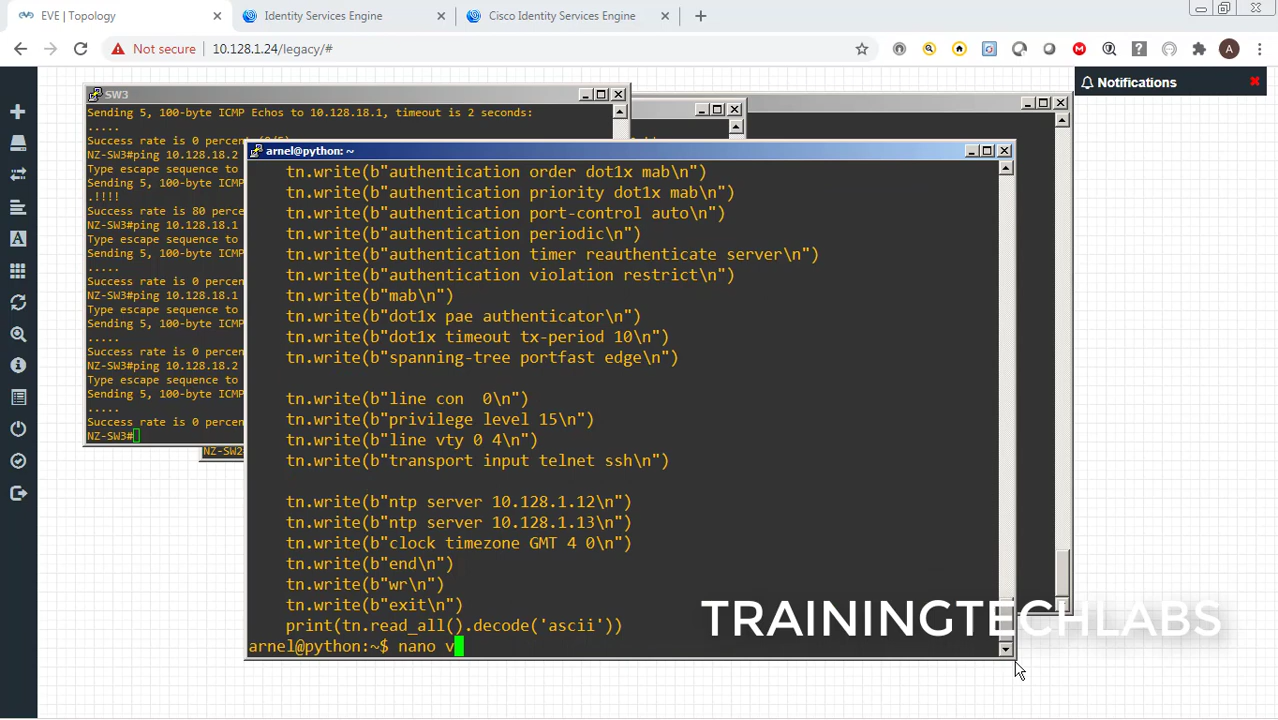 EVE | Topology
Identity Services Engine
Cisco Identity Services Engine
Not secure
10.128.1.24/legacy/#
A
Notifications
SW3
Sending 5, 100-byte ICMP Echos to 10.128.18.1, timeout is 2 seconds:
.....
Success rate is 0 percent (0/5)
NZ-SW3#ping 10.128.18.2
Type escape sequence to
Sending 5, 100-byte ICMP
.!!!!
Success rate is 80 perce
NZ-SW3#ping 10.128.18.1
Type escape sequence to
Sending 5, 100-byte ICMP
.....
Success rate is 0 percen
NZ-SW3#ping 10.128.18.1
Type escape sequence to
Sending 5, 100-byte ICMP
.....
Success rate is 0 percen
NZ-SW3#ping 10.128.18.2
Type escape sequence to
Sending 5, 100-byte ICMP
.....
Success rate is 0 percen
NZ-SW3#
NZ-SW2
arnel@python: ~
tn.write(b"authentication order dot1x mab\n")
tn.write(b"authentication priority dot1x mab\n")
tn.write(b"authentication port-control auto\n")
tn.write(b"authentication periodic\n")
tn.write(b"authentication timer reauthenticate server\n")
tn.write(b"authentication violation restrict\n")
tn.write(b"mab\n")
tn.write(b"dot1x pae authenticator\n")
tn.write(b"dot1x timeout tx-period 10\n")
tn.write(b"spanning-tree portfast edge\n")
tn.write(b"line con  0\n")
tn.write(b"privilege level 15\n")
tn.write(b"line vty 0 4\n")
tn.write(b"transport input telnet ssh\n")
tn.write(b"ntp server 10.128.1.12\n")
tn.write(b"ntp server 10.128.1.13\n")
tn.write(b"clock timezone GMT 4 0\n")
tn.write(b"end\n")
tn.write(b"wr\n")
tn.write(b"exit\n")
print(tn.read_all().decode('ascii'))
arnel@python:~$ nano v
TRAININGTECHLABS